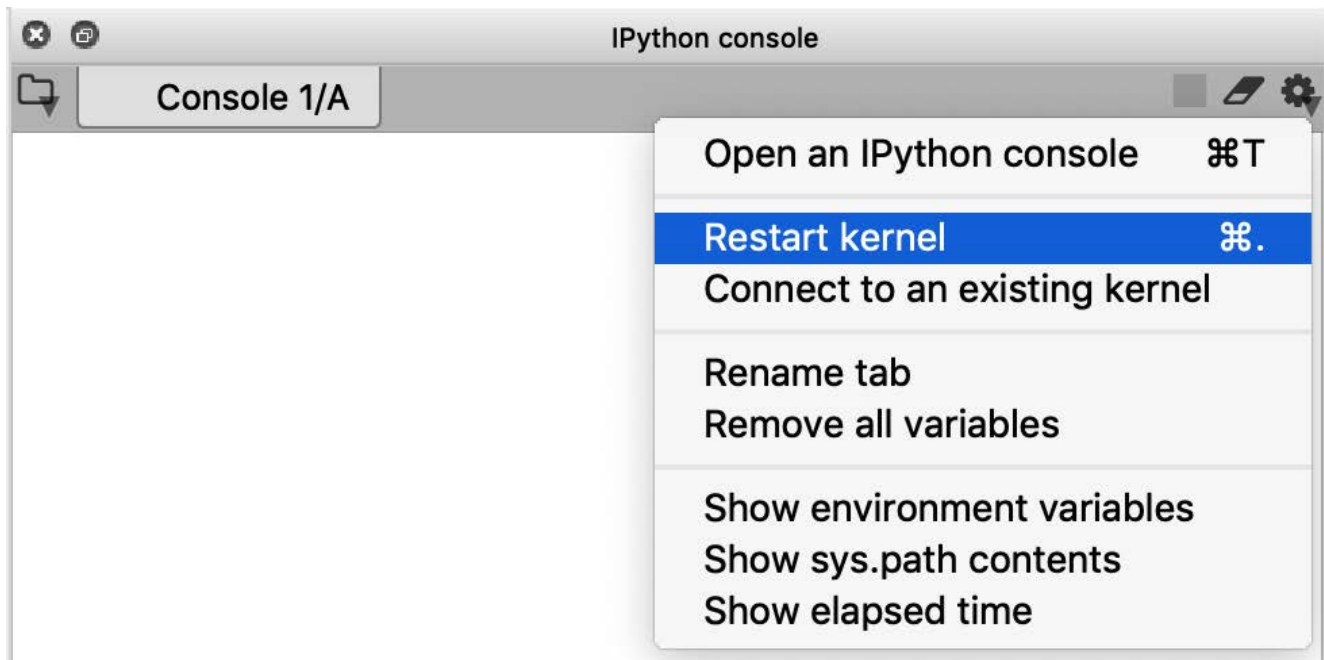 IPython console
Console 1/A
Open an IPython console ⌘T
Restart kernel ⌘.
Connect to an existing kernel
Rename tab
Remove all variables
Show environment variables
Show sys.path contents
Show elapsed time